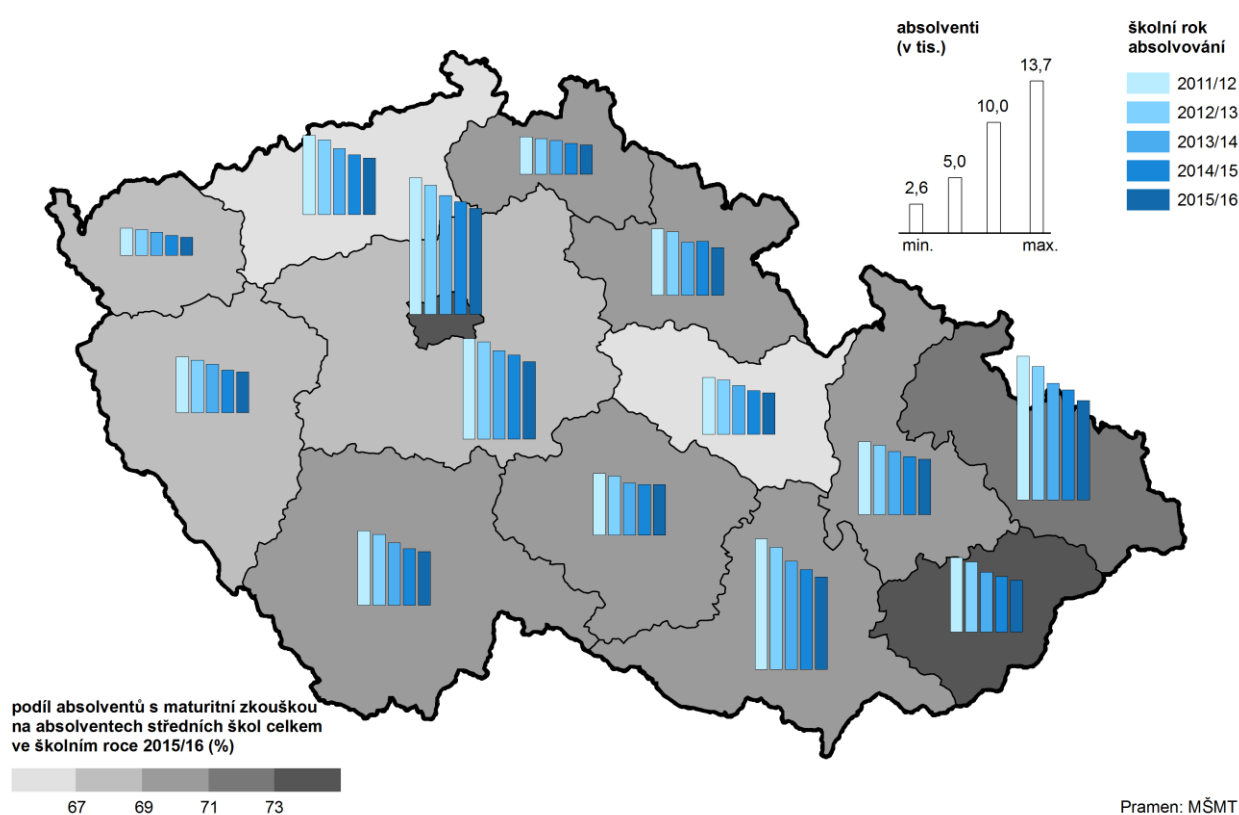 absolventi
(v tis.)
13,7
10,0
5,0
2,6
min.
max.
školní rok
absolvování
2011/12
2012/13
2013/14
2014/15
2015/16
podíl absolventů s maturitní zkouškou
na absolventech středních škol celkem
ve školním roce 2015/16 (%)
67 69 71 73
Pramen: MŠMT